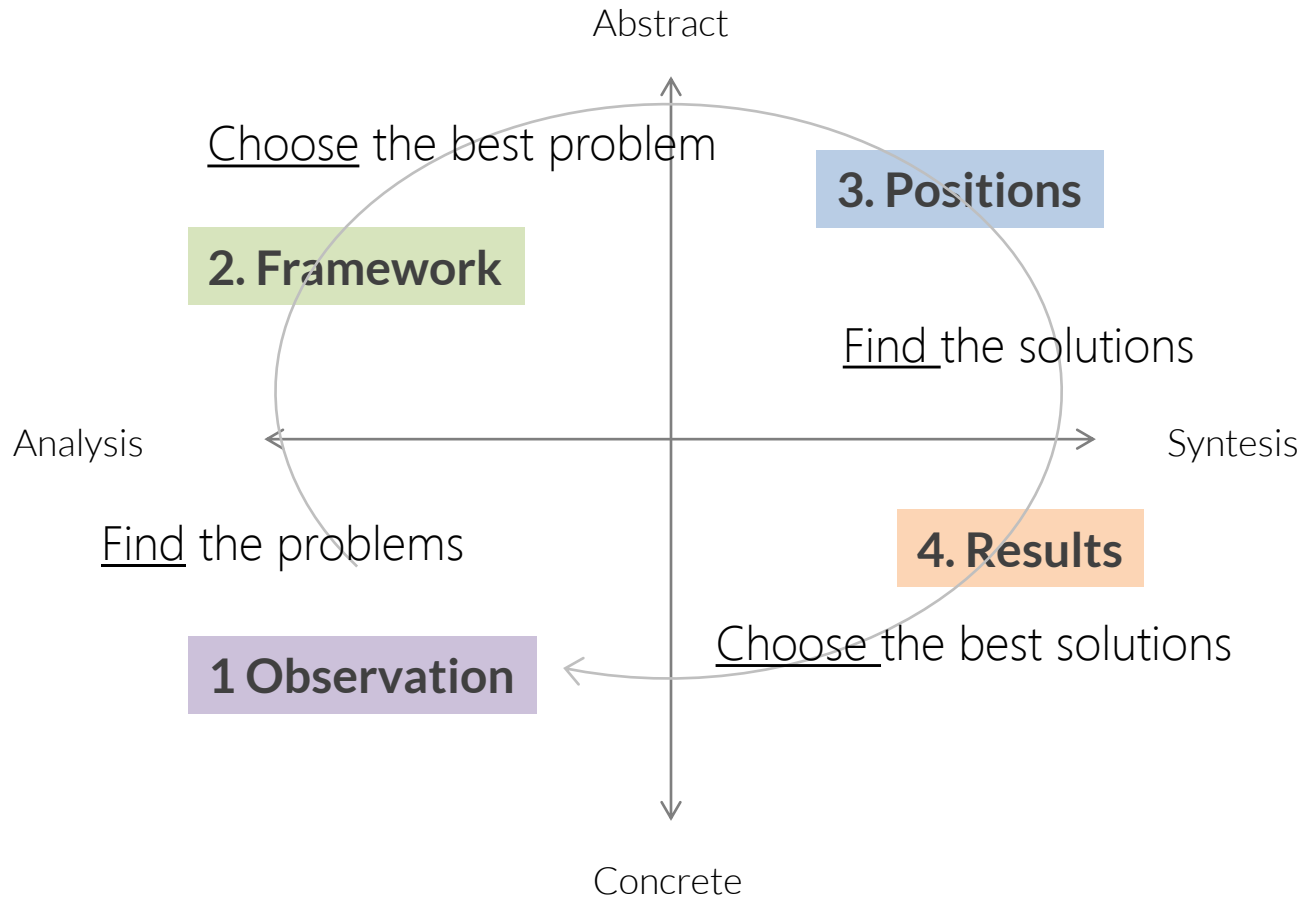 Abstract
Choose the best problem
3. Positions
2. Framework
Find the solutions
Analysis
Syntesis
Find the problems
4. Results
Choose the best solutions
1 Observation
Concrete